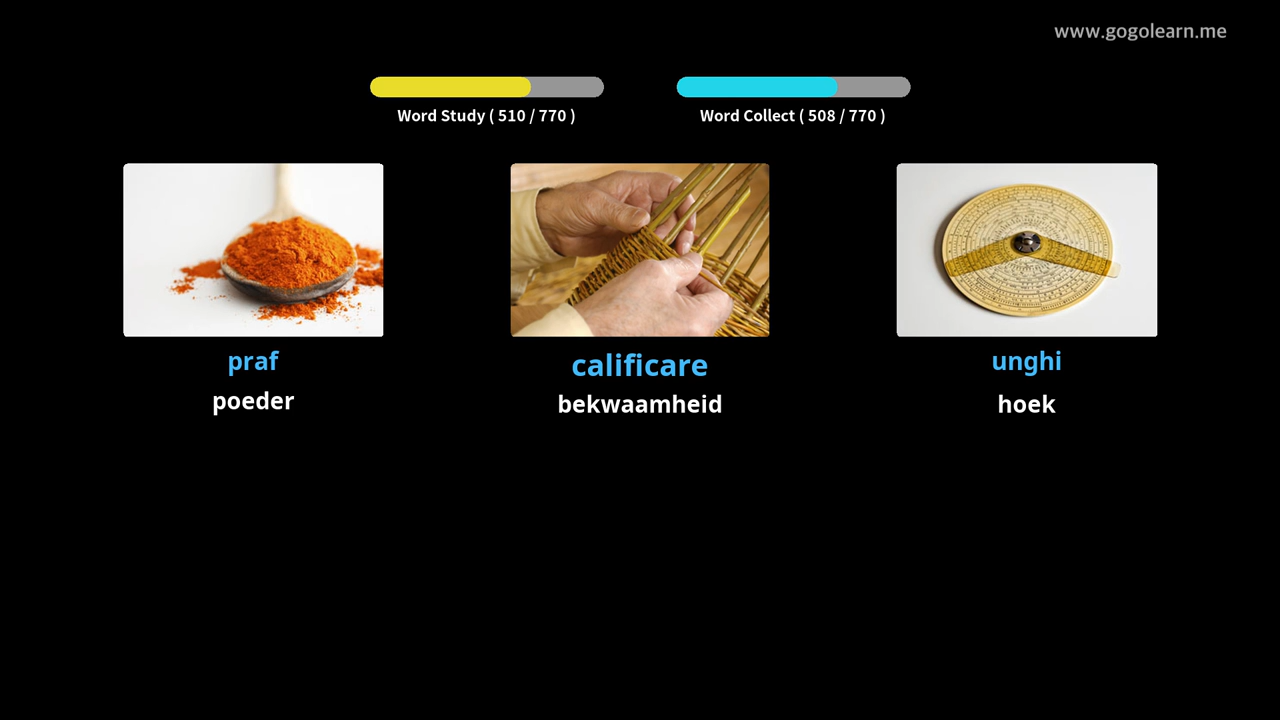 www.gogolearn.me
Word Study ( 510 / 770 )
Word Collect ( 508 / 770 )
praf
poeder
calificare
bekwaamheid
unghi
hoek